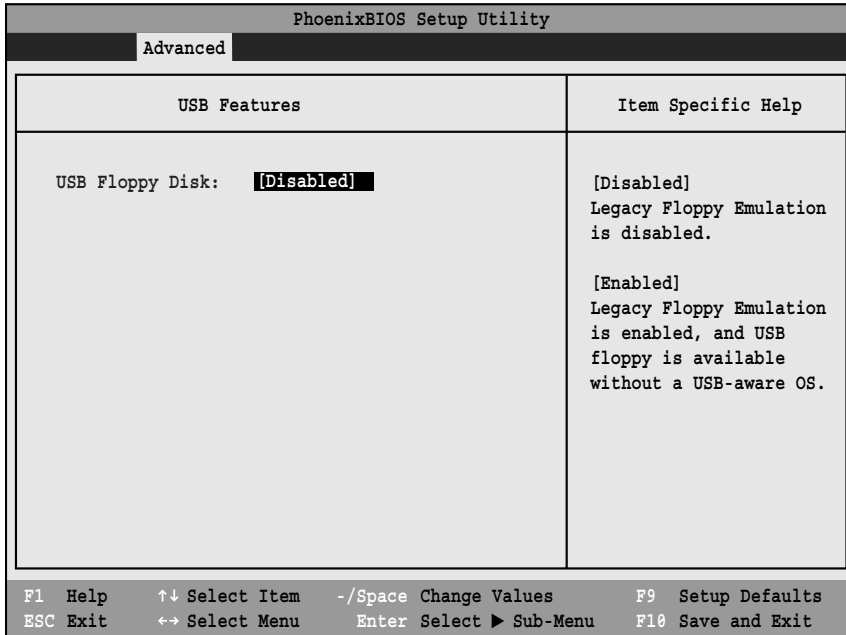 PhoenixBIOS Setup Utility
Advanced
USB Features
Item Specific Help
USB Floppy Disk: [Disabled]
[Disabled]
Legacy Floppy Emulation
is disabled.
[Enabled]
Legacy Floppy Emulation
is enabled, and USB
floppy is available
without a USB-aware OS.
F1 Help ↑↓ Select Item -/Space Change Values F9 Setup Defaults
ESC Exit ←→ Select Menu Enter Select ▶ Sub-Menu F10 Save and Exit